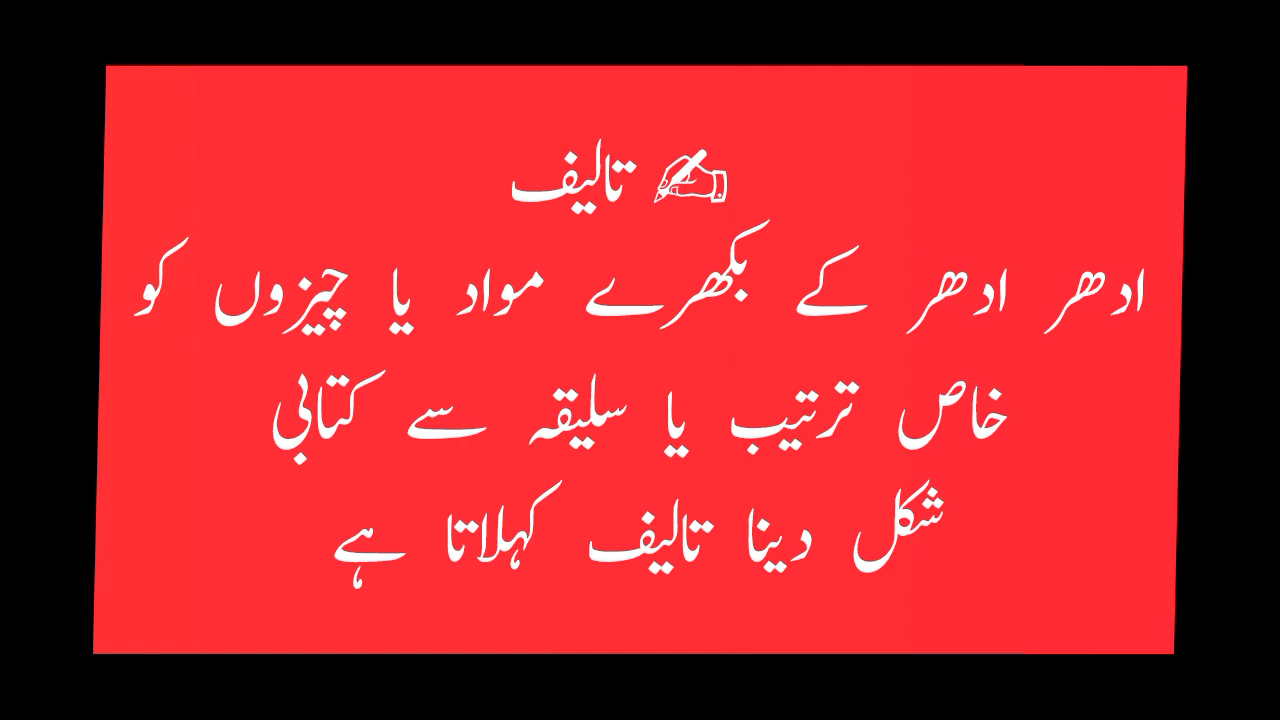 ✍ تالیف
ادھر ادھر کے بکھرے مواد یا چیزوں کو
خاص ترتیب یا سلیقہ سے کتابی
شکل دینا تالیف کہلاتا ہے